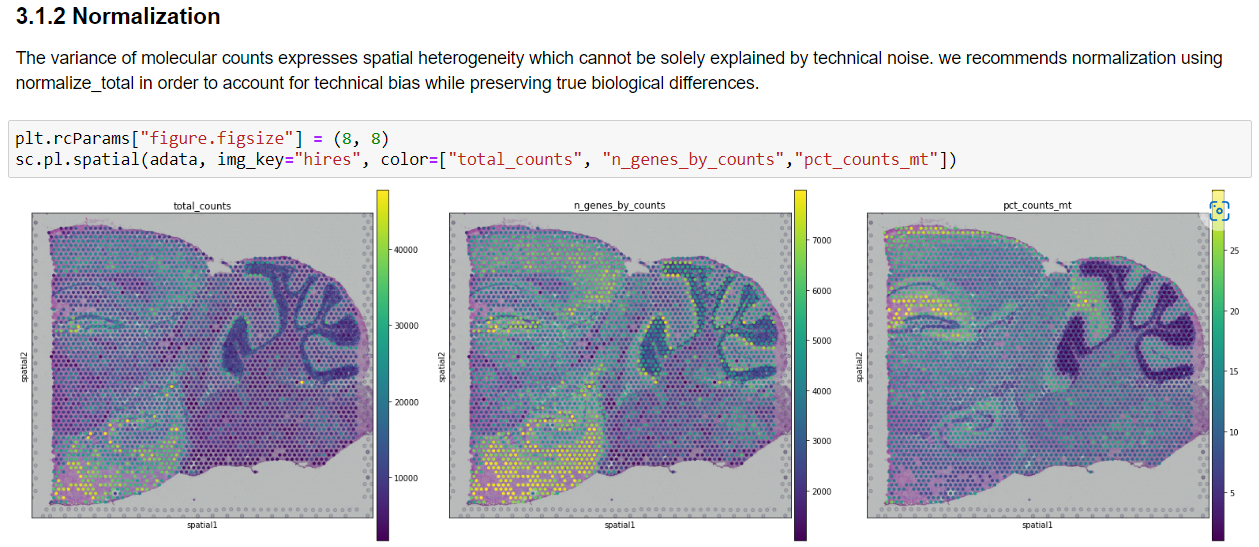 3.1.2 Normalization
The variance of molecular counts expresses spatial heterogeneity which cannot be solely explained by technical noise. we recommends normalization using
normalize_total in order to account for technical bias while preserving true biological differences.
plt.rcParams["figure.figsize"] = (8, 8)
sc.pl.spatial(adata, img_key="hires", color=["total_counts", "n_genes_by_counts","pct_counts_mt"])
total_counts
spatial2
spatial1
40000
30000
20000
10000
n_genes_by_counts
spatial2
spatial1
7000
6000
5000
4000
3000
2000
pct_counts_mt
spatial2
spatial1
25
20
15
10
5